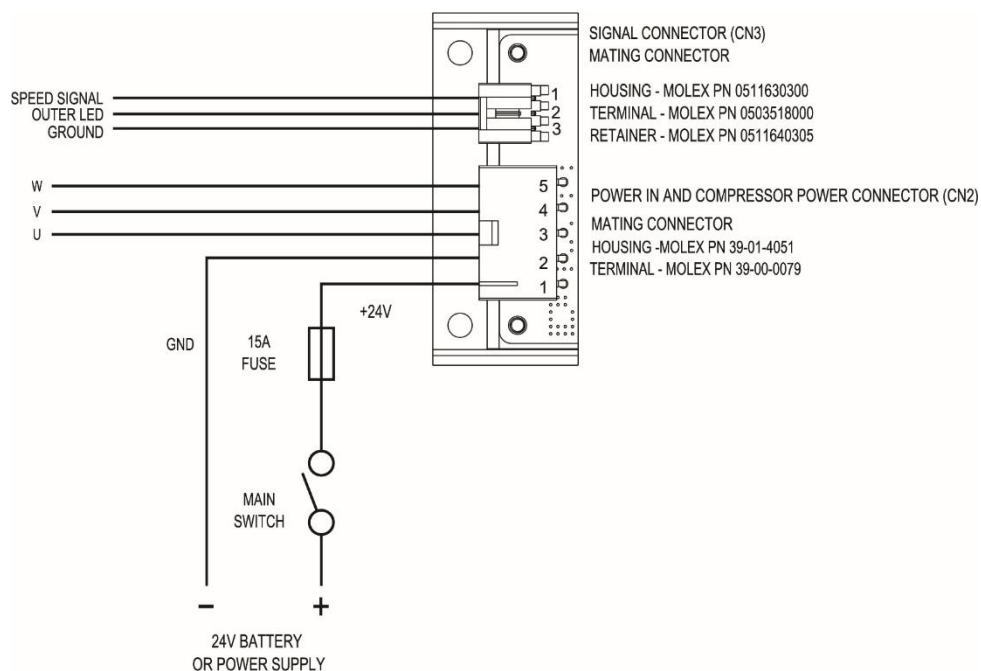 SIGNAL CONNECTOR (CN3)
MATING CONNECTOR
HOUSING - MOLEX PN 0511630300
TERMINAL - MOLEX PN 0503518000
RETAINER - MOLEX PN 0511640305
SPEED SIGNAL
OUTER LED
GROUND
1
2
3
W
V
U
5
4
3
2
1
POWER IN AND COMPRESSOR POWER CONNECTOR (CN2)
MATING CONNECTOR
HOUSING -MOLEX PN 39-01-4051
TERMINAL - MOLEX PN 39-00-0079
+24V
GND
15A
FUSE
MAIN
SWITCH
− +
24V BATTERY
OR POWER SUPPLY